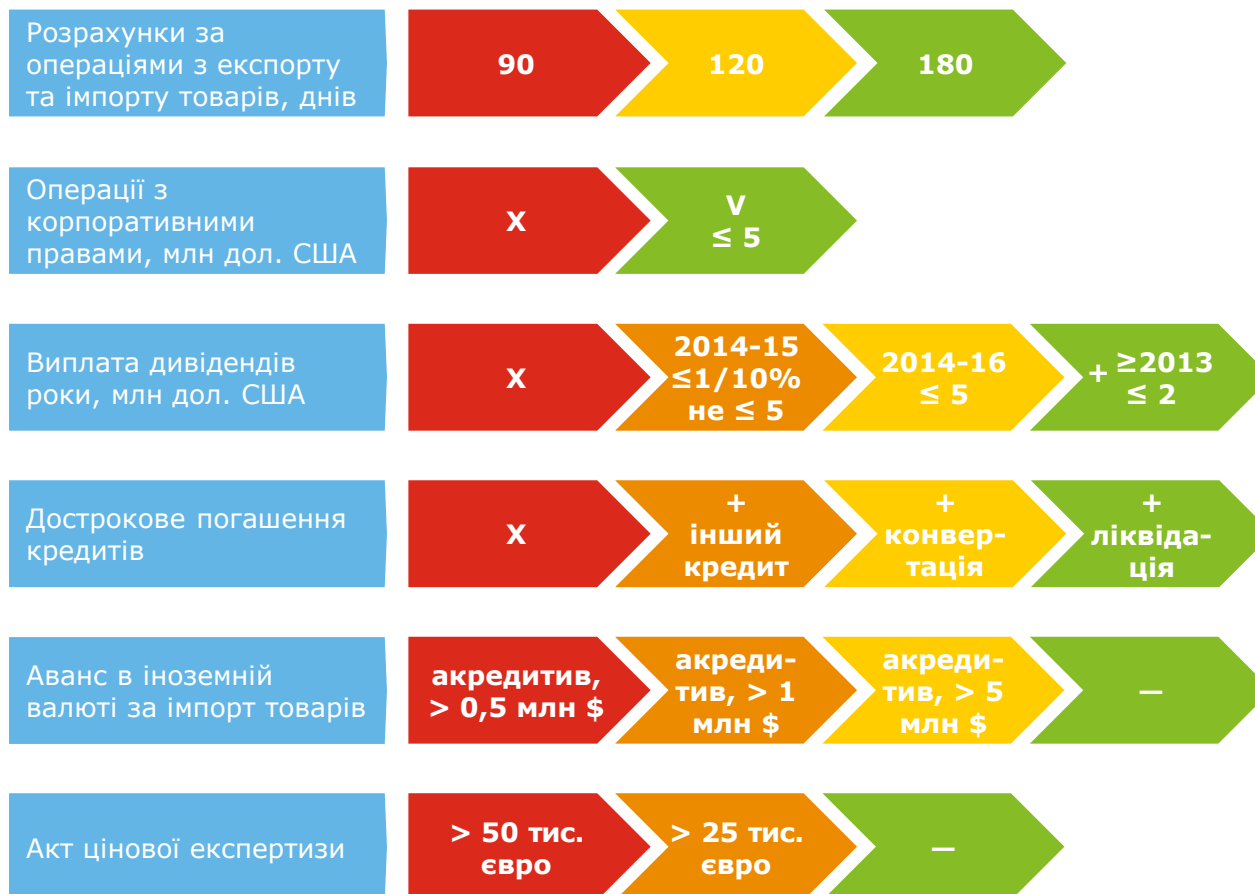 Розрахунки за
операціями з експорту
та імпорту товарів, днів
90
120
180
Операції з
корпоративними
правами, млн дол. США
X
V
≤ 5
Виплата дивідендів
роки, млн дол. США
X
2014-15
≤1/10%
не ≤ 5
2014-16
≤ 5
+ ≥2013
≤ 2
Дострокове погашення
кредитів
X
+
інший
кредит
+
конвер-
тація
+
ліквіда-
ція
Аванс в іноземній
валюті за імпорт товарів
акредитив,
> 0,5 млн $
акреди-
тив, > 1
млн $
акреди-
тив, > 5
млн $
—
Акт цінової експертизи
> 50 тис.
євро
> 25 тис.
євро
—